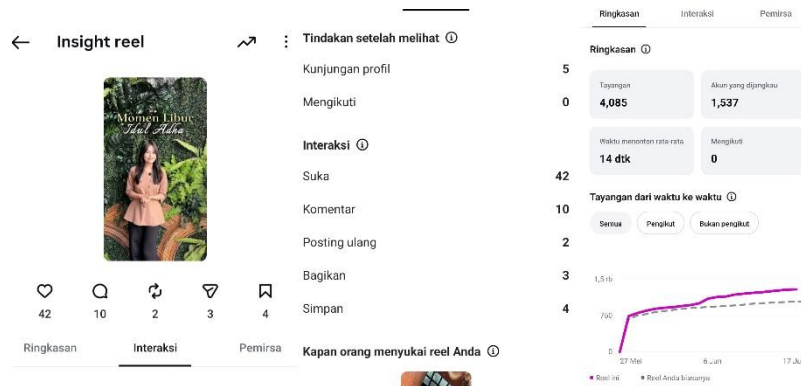 Insight reel
Momen Libur
Idul Adha
42
10
2
3
4
Ringkasan
Interaksi
Pemirsa
Tindakan setelah melihat
Kunjungan profil 5
Mengikuti 0
Interaksi
Suka 42
Komentar 10
Posting ulang 2
Bagikan 3
Simpan 4
Kapan orang menyukai reel Anda
Ringkasan
Interaksi
Pemirsa
Ringkasan
Tayangan
4,085
Akun yang dijangkau
1,537
Waktu menonton rata-rata
14 dtk
Mengikuti
0
Tayangan dari waktu ke waktu
Semua
Pengikut
Bukan pengikut
1,5 rb
750
0
27 Mei
6 Jun
17 Ju
Reel ini
Reel Anda biasanya